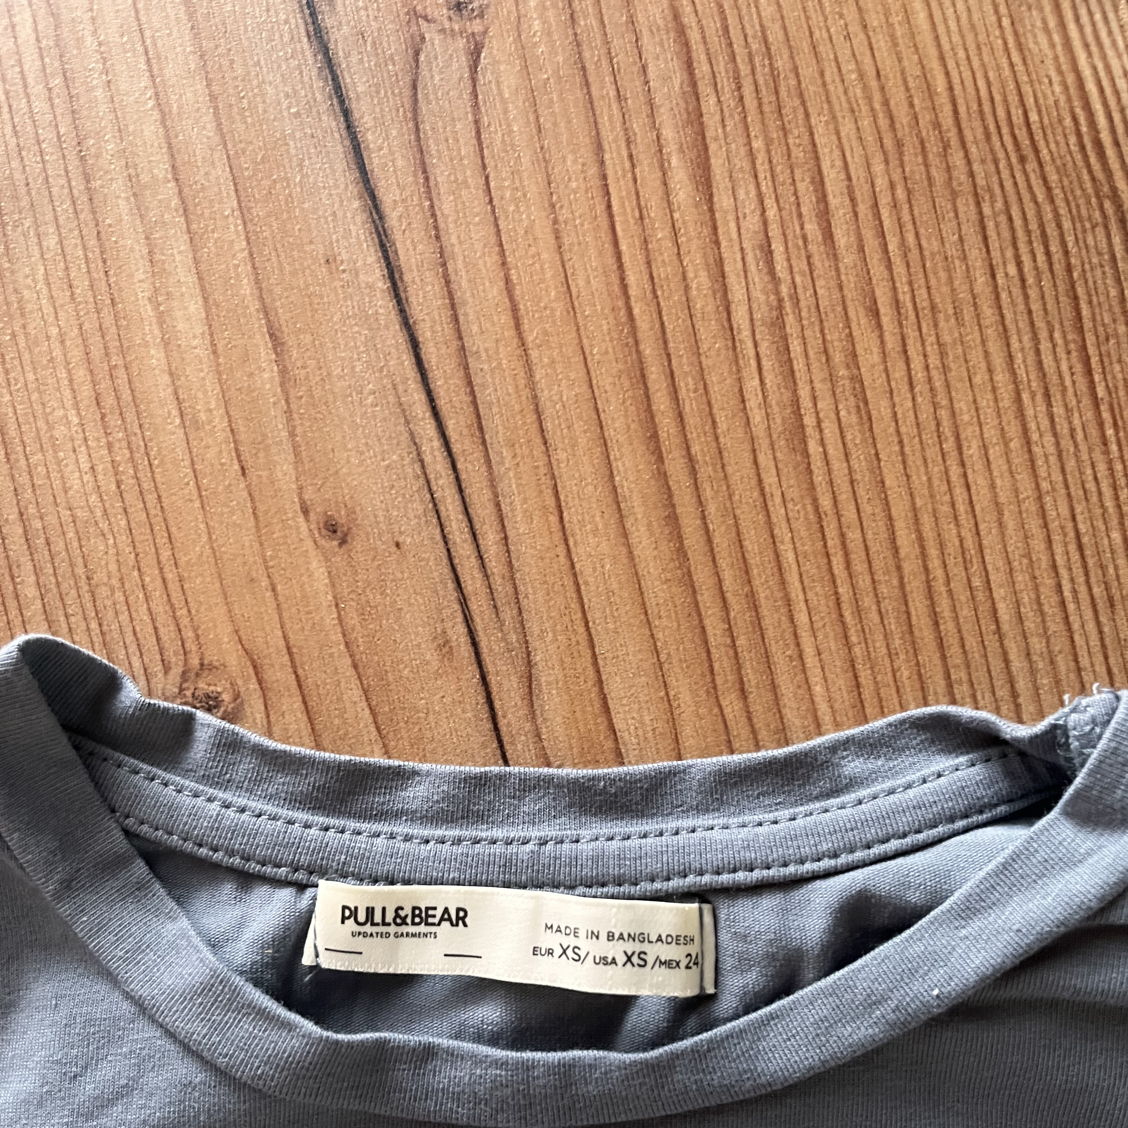 PULL&BEAR
UPDATED GARMENTS
MADE IN BANGLADESH
EUR XS/ USA XS /MEX 24